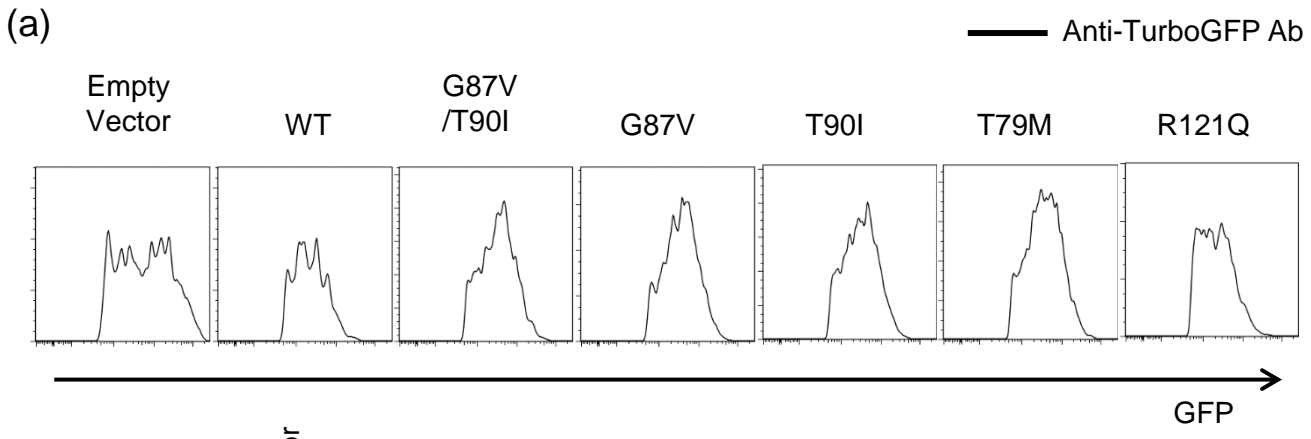 (a)
Anti-TurboGFP Ab
Empty
Vector
WT
G87V
/T90I
G87V
T90I
T79M
R121Q
GFP